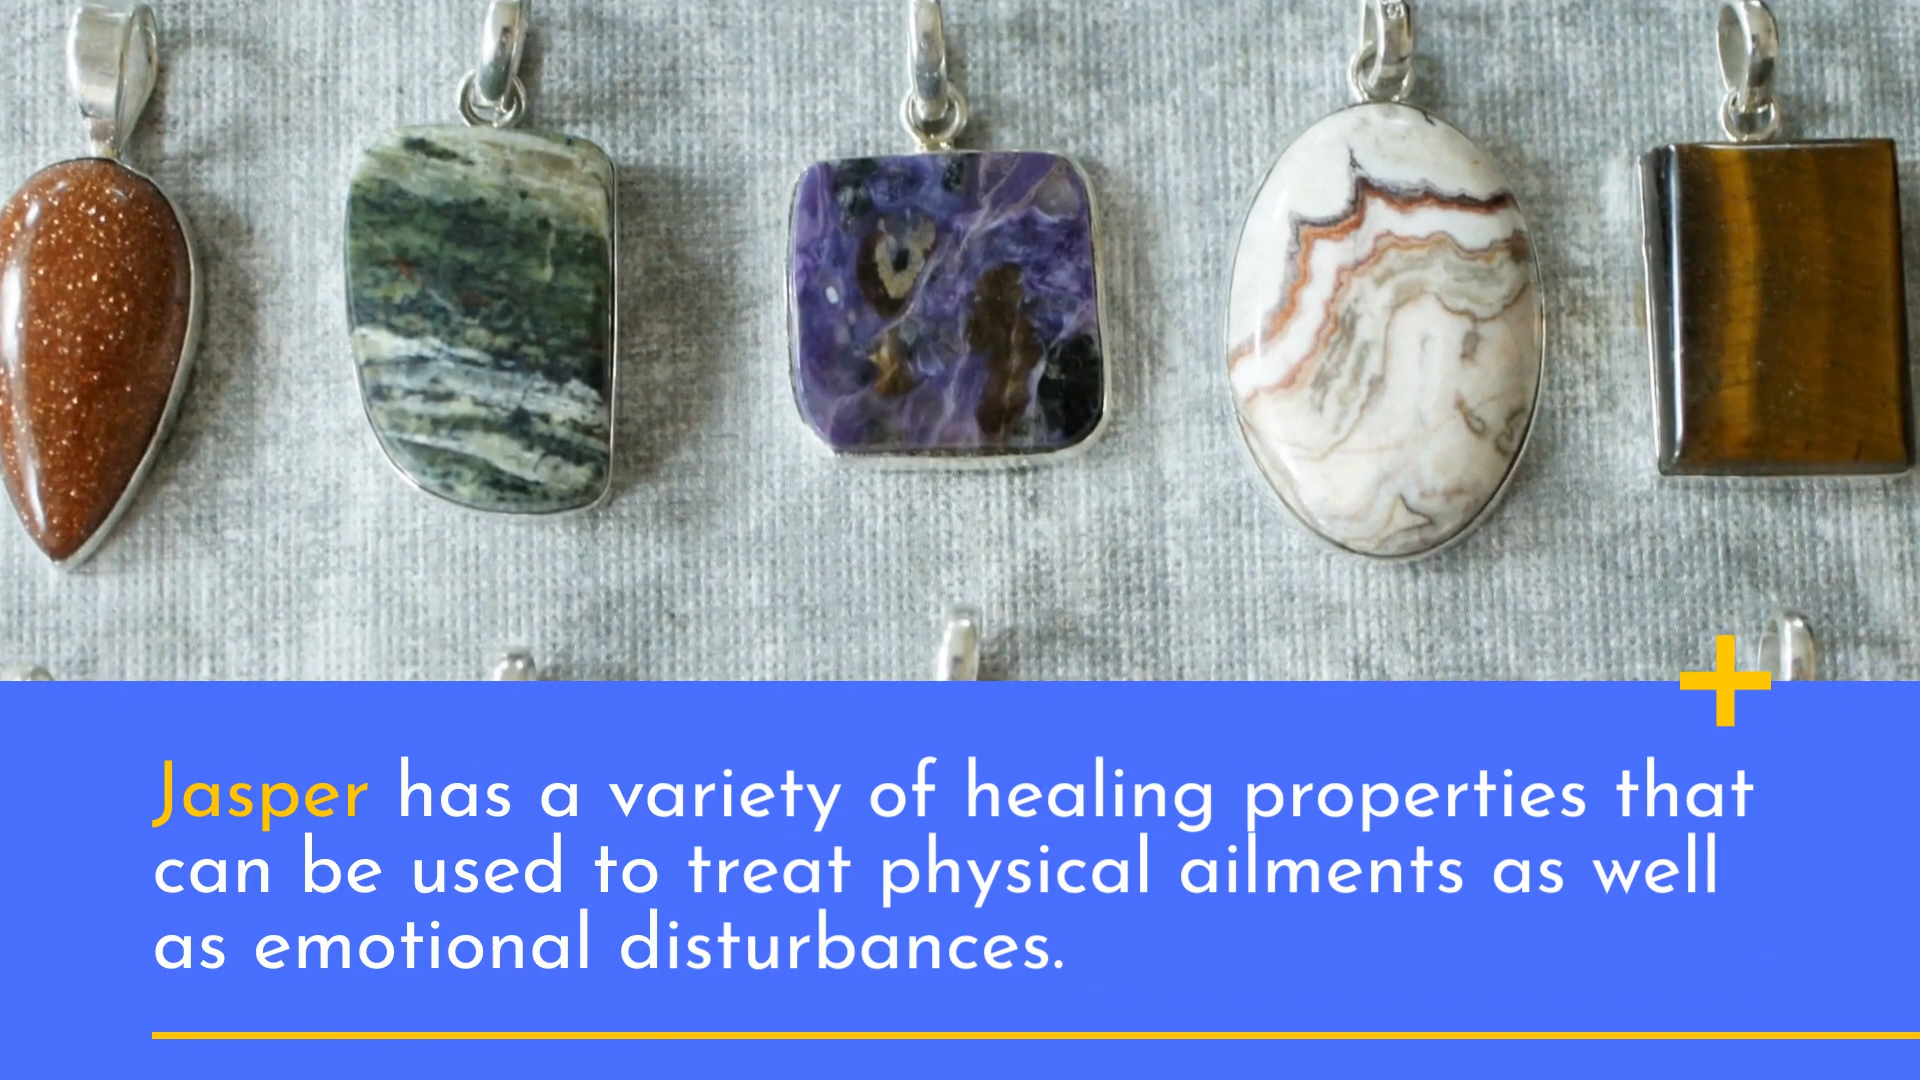 Jasper has a variety of healing properties that
can be used to treat physical ailments as well
as emotional disturbances.